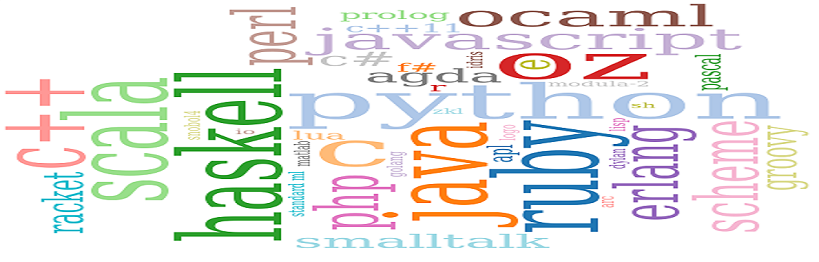 prolog
ocaml
perl
c++11
javascript
c#
f#
idris
oz
e
agda
r
modula-2
pascal
c++
scala
haskell
python
sh
zkl
snobol4
io
lua
matlab
c
golang
java
apl
logo
ruby
lisp
dylan
erlang
scheme
groovy
racket
standard ml
php
j
arc
smalltalk